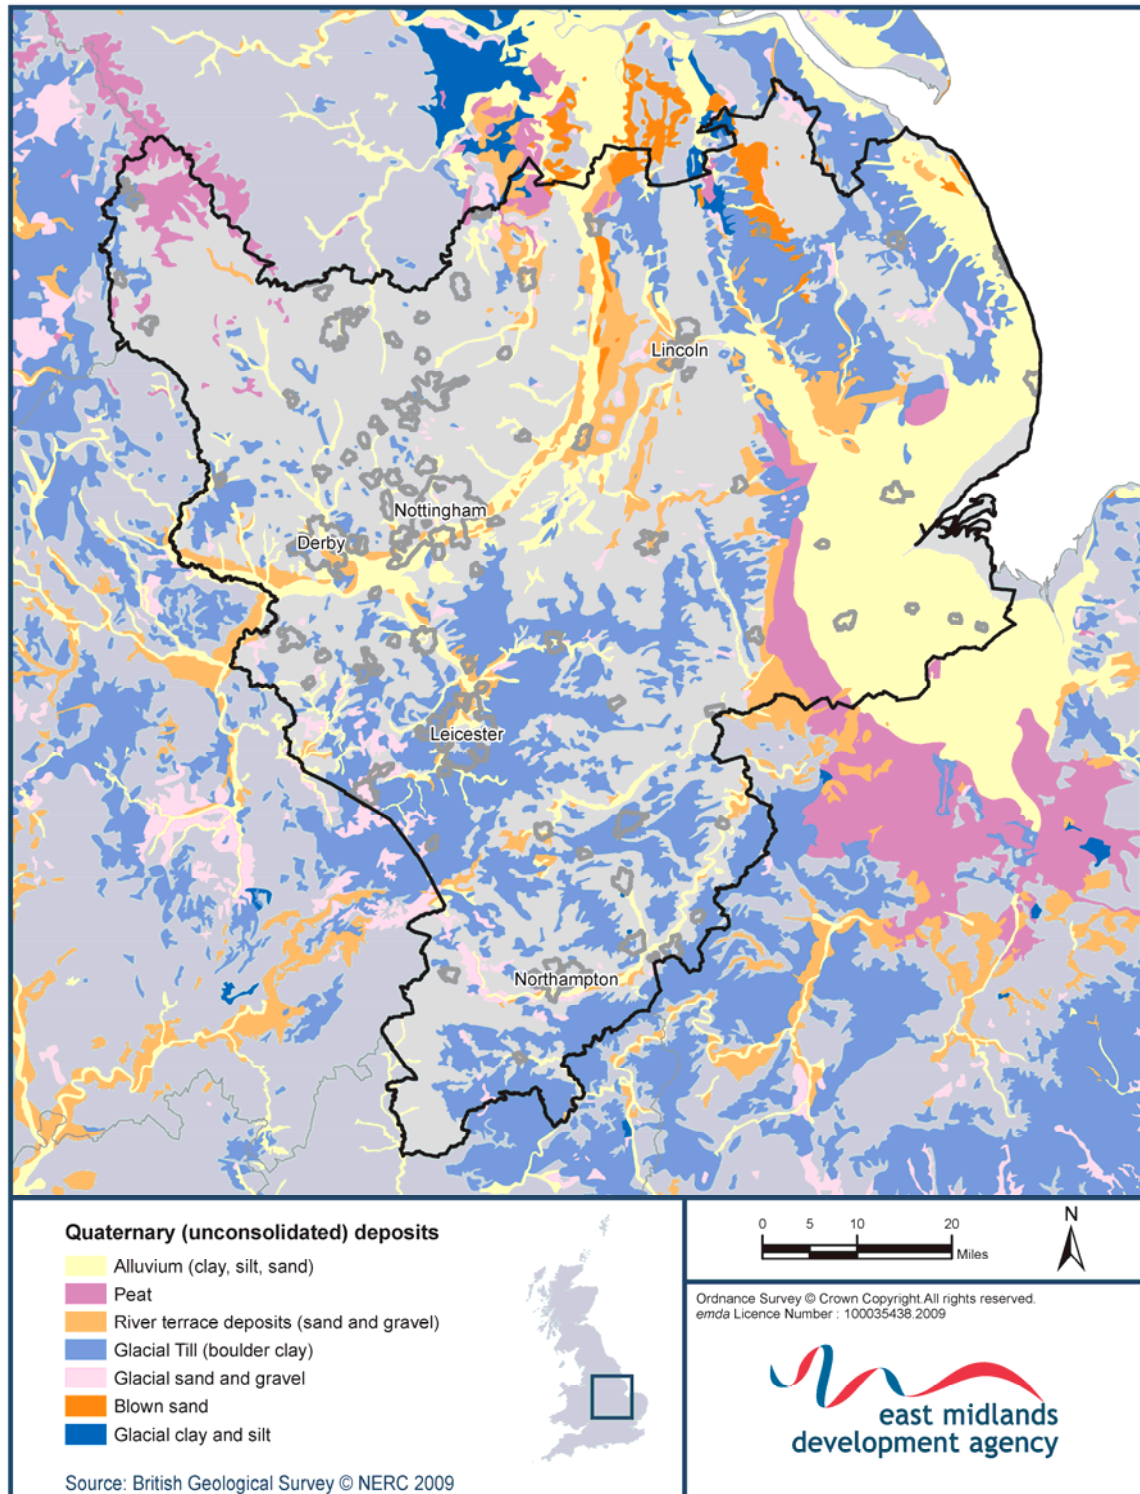 Lincoln
Nottingham
Derby
Leicester
Northampton
Quaternary (unconsolidated) deposits
Alluvium (clay, silt, sand)
Peat
River terrace deposits (sand and gravel)
Glacial Till (boulder clay)
Glacial sand and gravel
Blown sand
Glacial clay and silt
Source: British Geological Survey © NERC 2009
0 5 10 20
Miles
N
Ordnance Survey © Crown Copyright.All rights reserved.
emda Licence Number : 100035438.2009
east midlands
development agency